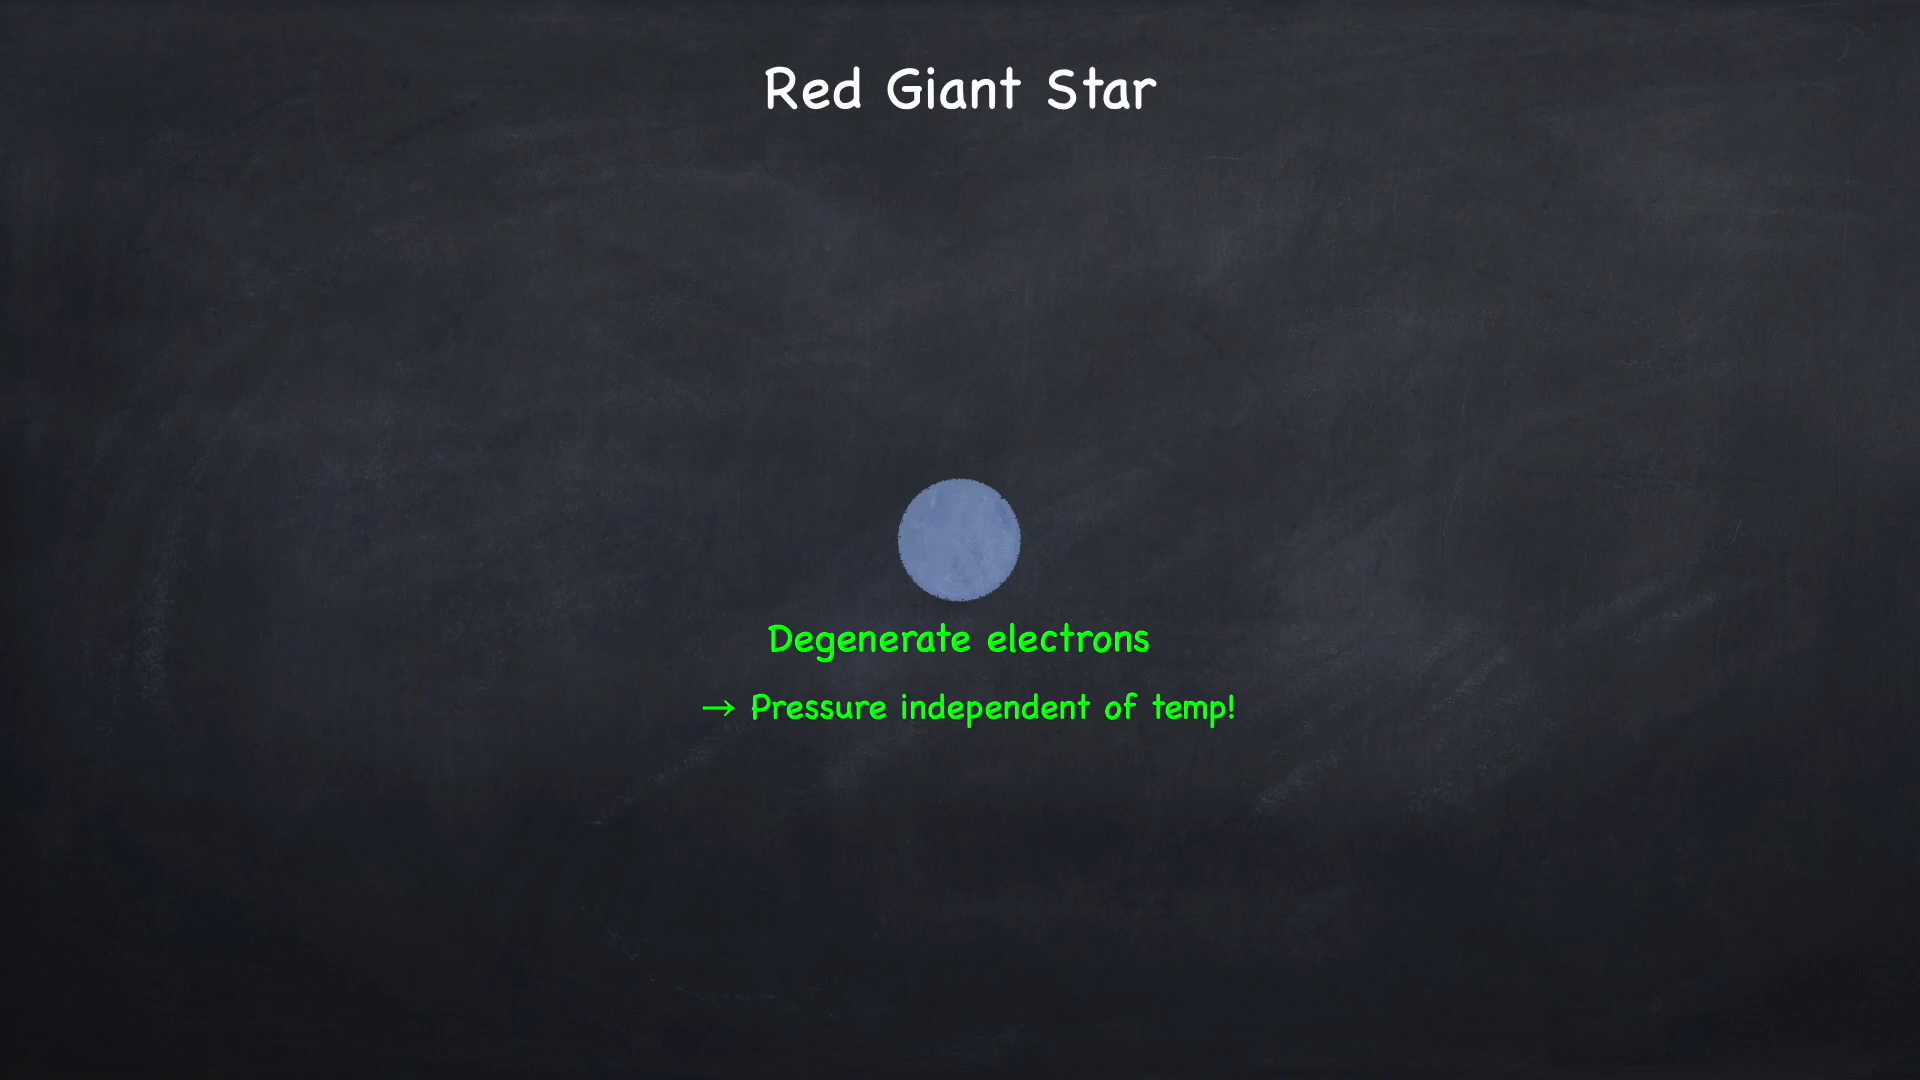 Red Giant Star
Degenerate electrons
→ Pressure independent of temp!